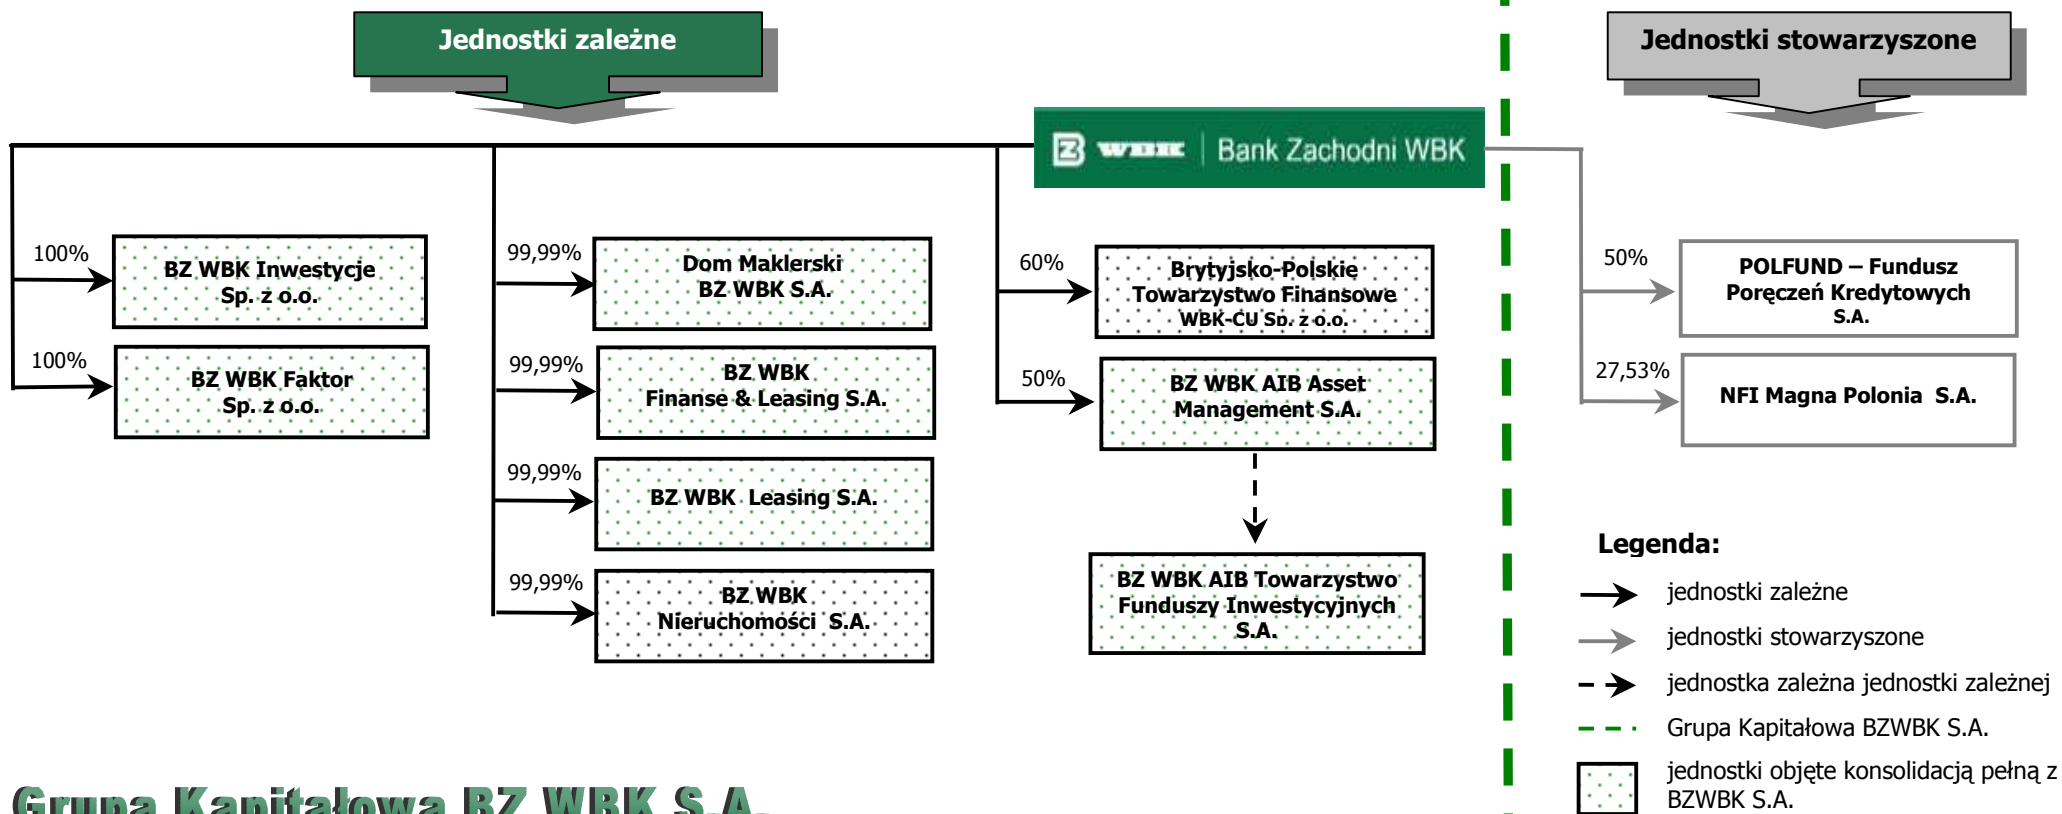 Jednostki zależne
Jednostki stowarzyszone
BZ WBK | Bank Zachodni WBK
100%
BZ WBK Inwestycje
Sp. z o.o.
100%
BZ WBK Faktor
Sp. z o.o.
99,99%
Dom Maklerski
BZ WBK S.A.
99,99%
BZ WBK
Finanse & Leasing S.A.
99,99%
BZ WBK Leasing S.A.
99,99%
BZ WBK
Nieruchomości S.A.
60%
Brytyjsko-Polskie
Towarzystwo Finansowe
WBK-CU Sp. z o.o.
50%
BZ WBK AIB Asset
Management S.A.
BZ WBK AIB Towarzystwo
Funduszy Inwestycyjnych
S.A.
50%
POLFUND – Fundusz
Poręczeń Kredytowych
S.A.
27,53%
NFI Magna Polonia S.A.
Legenda:
jednostki zależne
jednostki stowarzyszone
jednostka zależna jednostki zależnej
Grupa Kapitałowa BZWBK S.A.
jednostki objęte konsolidacją pełną z
BZWBK S.A.
Grupa Kapitałowa BZ WBK S.A.